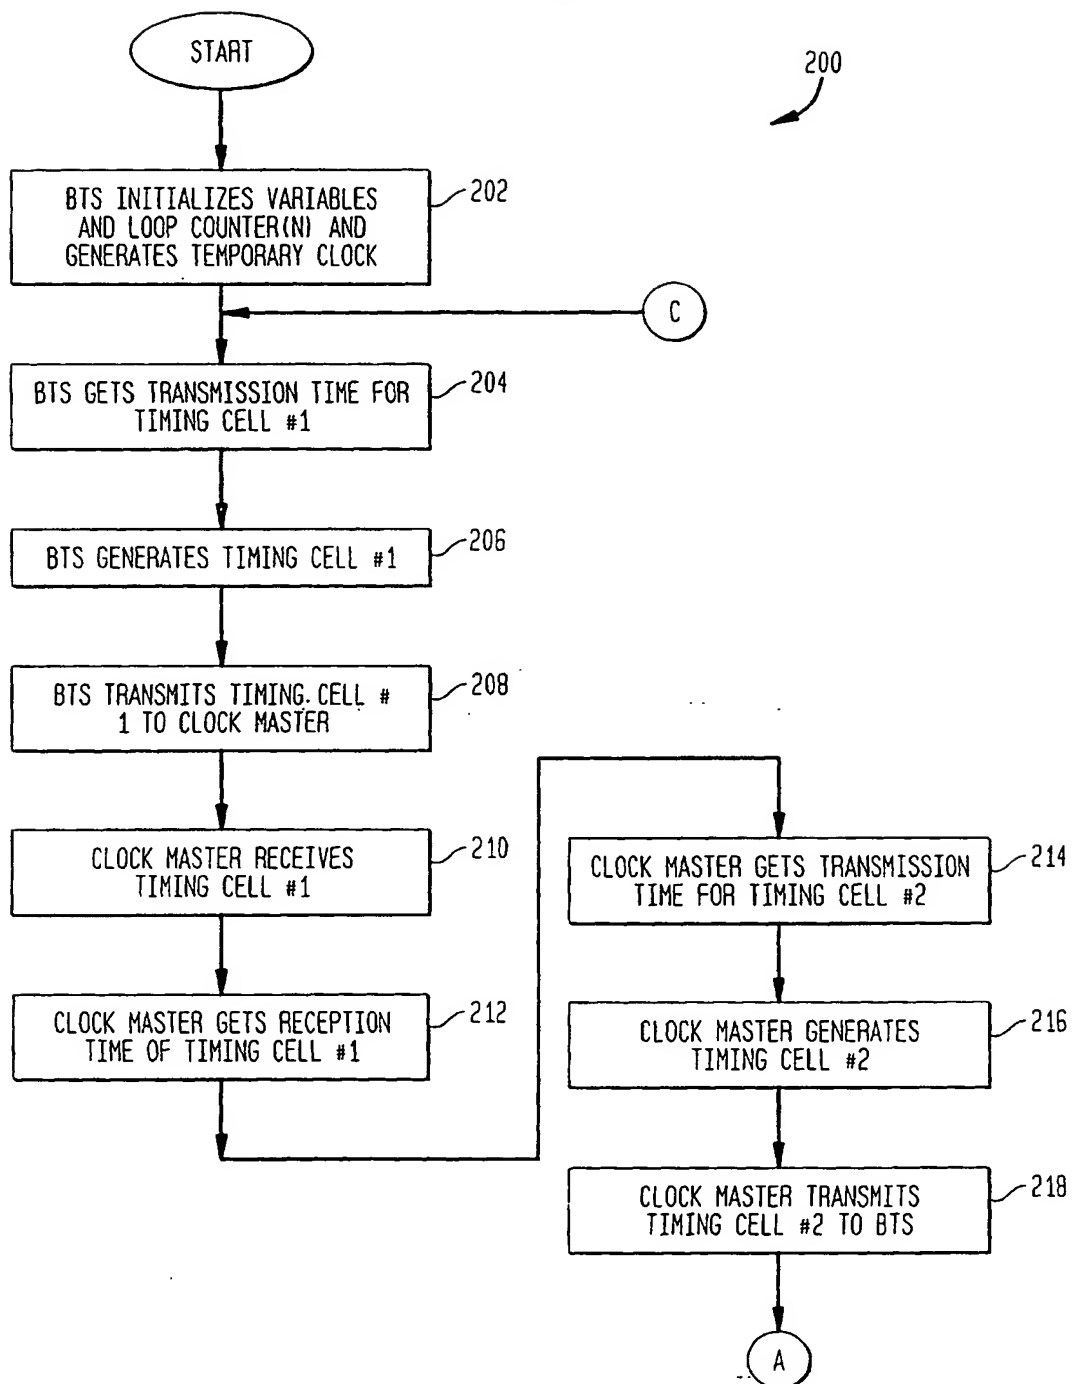 START
200
BTS INITIALIZES VARIABLES
AND LOOP COUNTER(N) AND
GENERATES TEMPORARY CLOCK
202
C
BTS GETS TRANSMISSION TIME FOR
TIMING CELL #1
204
BTS GENERATES TIMING CELL #1
206
BTS TRANSMITS TIMING CELL #
1 TO CLOCK MASTER
208
CLOCK MASTER RECEIVES
TIMING CELL #1
210
CLOCK MASTER GETS RECEPTION
TIME OF TIMING CELL #1
212
CLOCK MASTER GETS TRANSMISSION
TIME FOR TIMING CELL #2
214
CLOCK MASTER GENERATES
TIMING CELL #2
216
CLOCK MASTER TRANSMITS
TIMING CELL #2 TO BTS
218
A